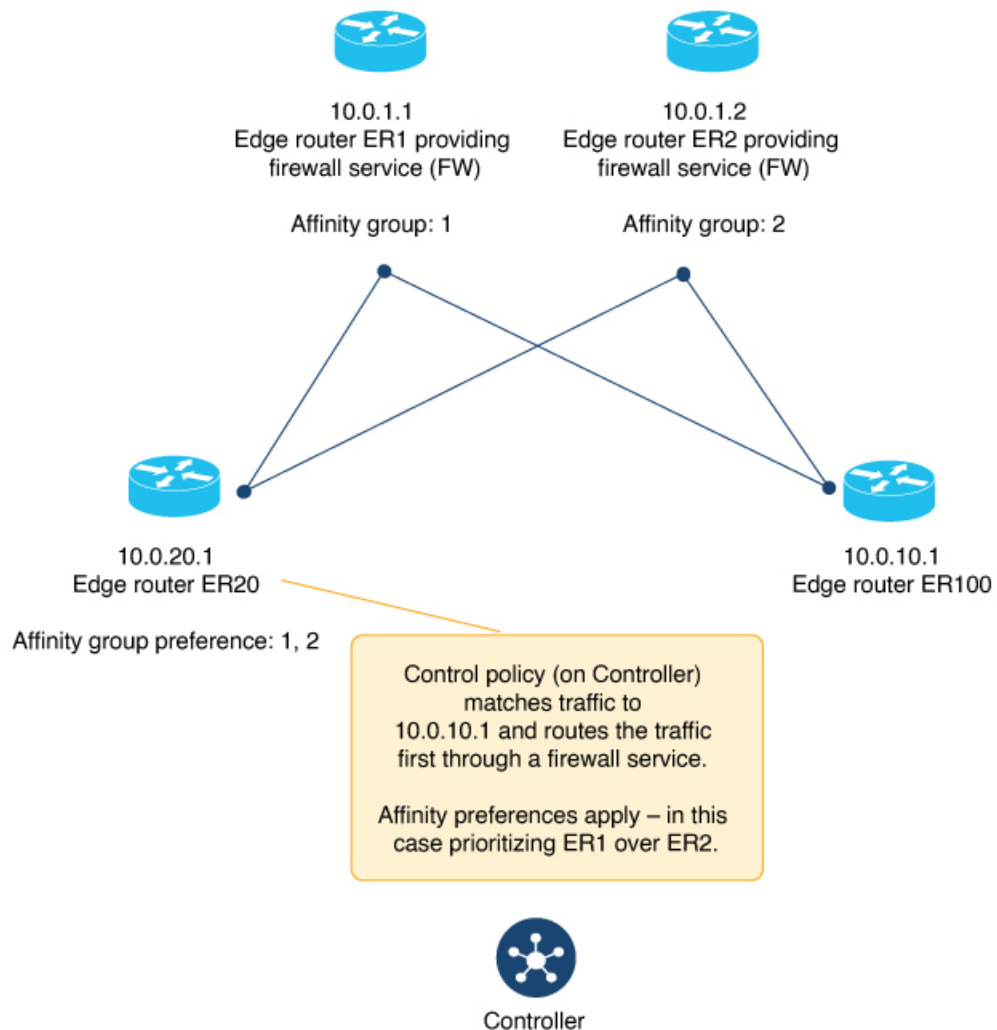 10.0.1.1
Edge router ER1 providing
firewall service (FW)
Affinity group: 1
10.0.1.2
Edge router ER2 providing
firewall service (FW)
Affinity group: 2
10.0.20.1
Edge router ER20
Affinity group preference: 1, 2
10.0.10.1
Edge router ER100
Control policy (on Controller)
matches traffic to
10.0.10.1 and routes the traffic
first through a firewall service.
Affinity preferences apply – in this
case prioritizing ER1 over ER2.
Controller